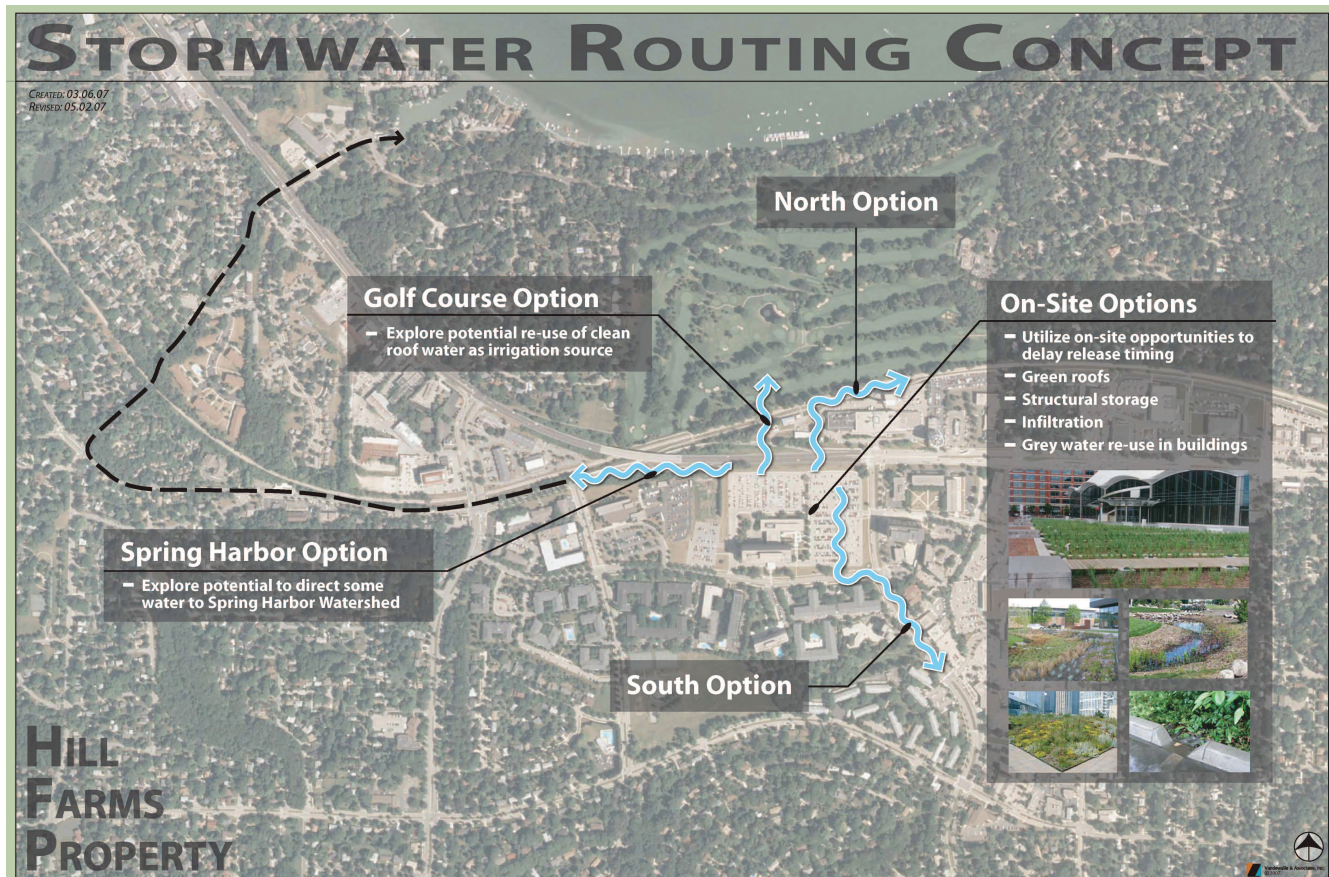 STORMWATER ROUTING CONCEPT
CREATED: 03.06.07
REVISED: 05.02.07
North Option
Golf Course Option
– Explore potential re-use of clean
roof water as irrigation source
On-Site Options
– Utilize on-site opportunities to
delay release timing
– Green roofs
– Structural storage
– Infiltration
– Grey water re-use in buildings
Spring Harbor Option
– Explore potential to direct some
water to Spring Harbor Watershed
South Option
HILL
FARMS
PROPERTY
Vandewalle & Associates, Inc.